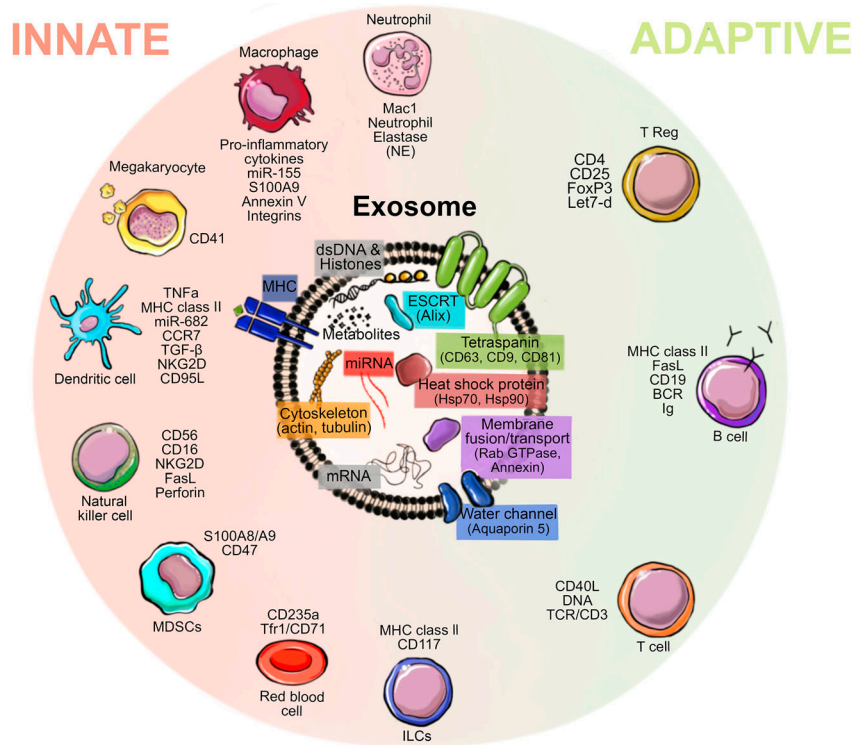 INNATE
ADAPTIVE
Neutrophil
Mac1
Neutrophil
Elastase
(NE)
Macrophage
Pro-inflammatory
cytokines
miR-155
S100A9
Annexin V
Integrins
Megakaryocyte
CD41
TNFa
MHC class II
miR-682
CCR7
TGF-β
NKG2D
CD95L
Dendritic cell
CD56
CD16
NKG2D
FasL
Perforin
Natural
killer cell
S100A8/A9
CD47
MDSCs
CD235a
Tfr1/CD71
Red blood
cell
MHC class II
CD117
ILCs
T Reg
CD4
CD25
FoxP3
Let7-d
MHC class II
FasL
CD19
BCR
Ig
B cell
CD40L
DNA
TCR/CD3
T cell
Exosome
dsDNA &
Histones
MHC
ESCRT
(Alix)
Metabolites
Tetraspanin
(CD63, CD9, CD81)
miRNA
Heat shock protein
(Hsp70, Hsp90)
Cytoskeleton
(actin, tubulin)
Membrane
fusion/transport
(Rab GTPase,
Annexin)
mRNA
Water channel
(Aquaporin 5)